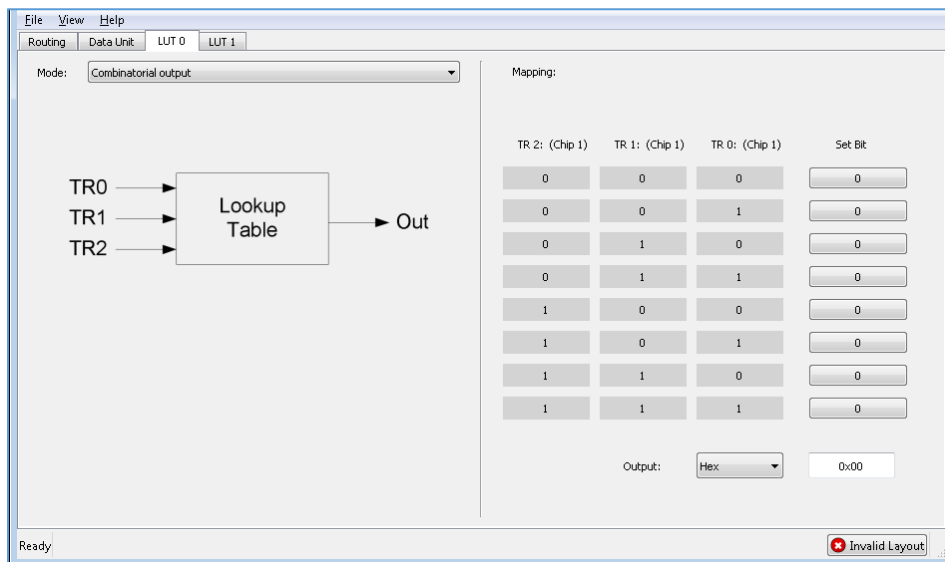 File View Help
Routing Data Unit LUT 0 LUT 1
Mode: Combinatorial output
Mapping:
TR 2: (Chip 1) TR 1: (Chip 1) TR 0: (Chip 1) Set Bit
0 0 0 0
0 0 1 0
0 1 0 0
0 1 1 0
1 0 0 0
1 0 1 0
1 1 0 0
1 1 1 0
TR0
TR1
TR2
Lookup
Table
Out
Output: Hex 0x00
Ready
Invalid Layout